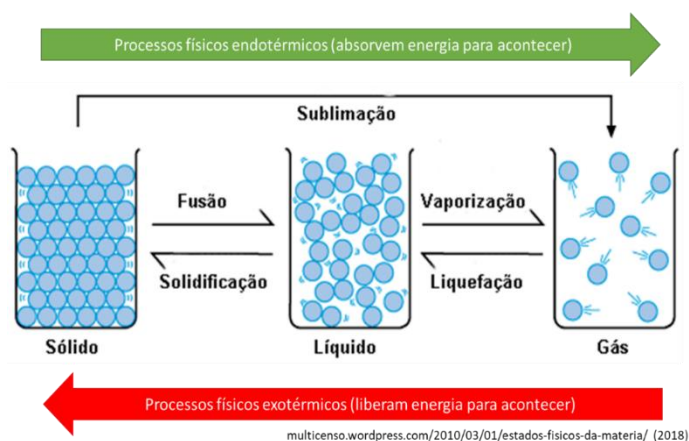 Processos físicos endotérmicos (absorvem energia para acontecer)
Sublimação
Fusão
Vaporização
Solidificação
Liquefação
Sólido
Líquido
Gás
Processos físicos exotérmicos (liberam energia para acontecer)
multicenso.wordpress.com/2010/03/01/estados-fisicos-da-materia/ (2018)